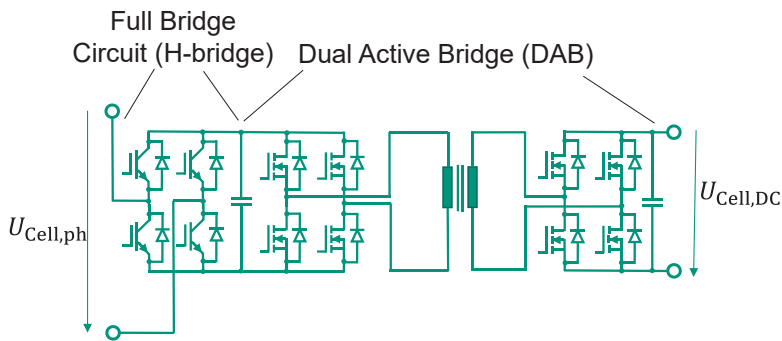 Full Bridge
Circuit (H-bridge)
Dual Active Bridge (DAB)
U_Cell,ph
U_Cell,DC